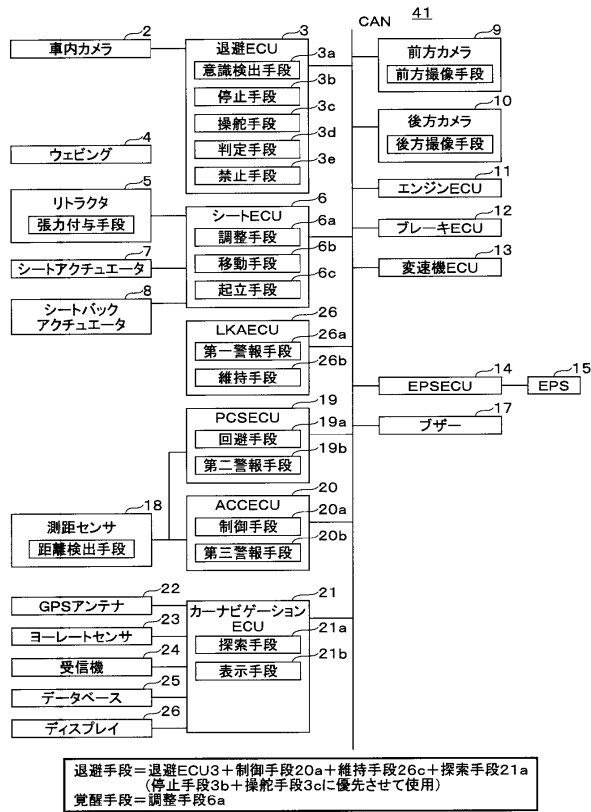 CAN
41
2
車内カメラ
3
退避ECU
3a
意識検出手段
3b
停止手段
3c
操舵手段
3d
判定手段
3e
禁止手段
4
ウェビング
5
リトラクタ
張力付与手段
6
シートECU
6a
調整手段
6b
移動手段
6c
起立手段
7
シートアクチュエータ
8
シートバック
アクチュエータ
26
LKAECU
26a
第一警報手段
26b
維持手段
19
PCSECU
19a
回避手段
19b
第二警報手段
18
測距センサ
距離検出手段
20
ACCECU
20a
制御手段
20b
第三警報手段
22
GPSアンテナ
23
ヨーレートセンサ
24
受信機
25
データベース
26
ディスプレイ
21
カーナビゲーション
ECU
21a
探索手段
21b
表示手段
9
前方カメラ
前方撮像手段
10
後方カメラ
後方撮像手段
11
エンジンECU
12
ブレーキECU
13
変速機ECU
14
EPSECU
15
EPS
17
ブザー
退避手段=退避ECU3+制御手段20a+維持手段26c+探索手段21a
(停止手段3b+操舵手段3cに優先させて使用)
覚醒手段=調整手段6a